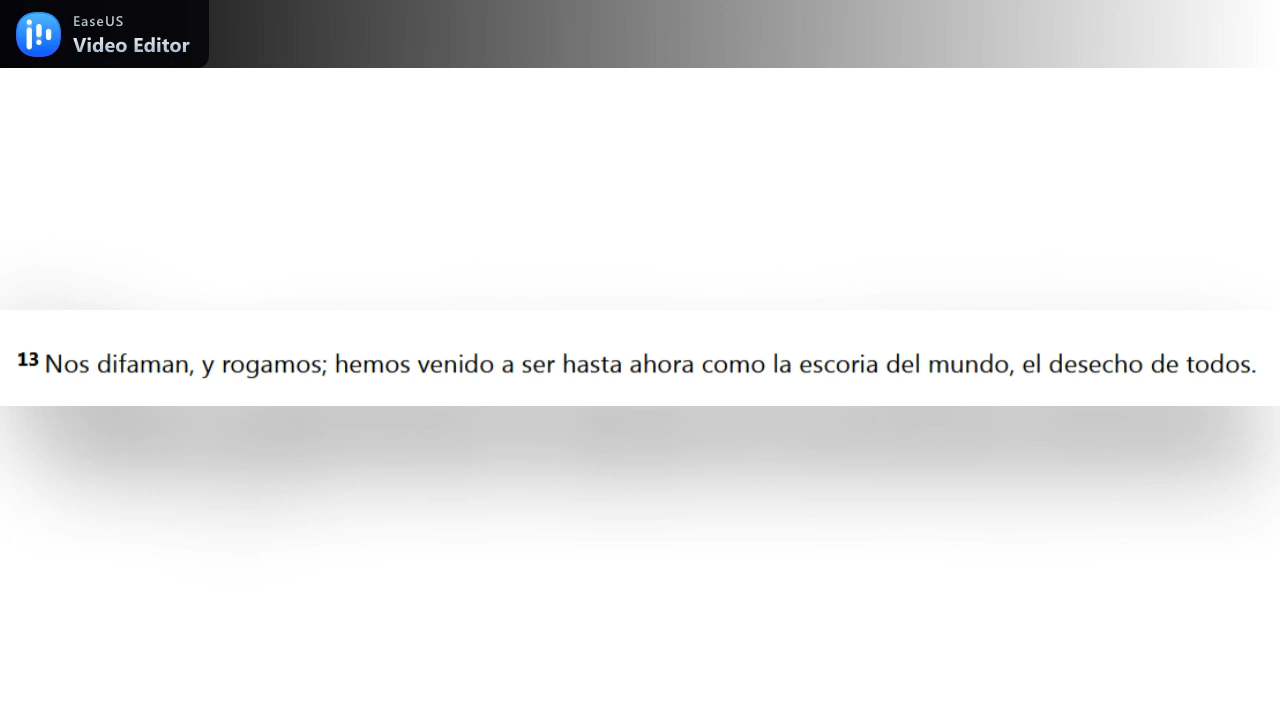 EaseUS
Video Editor
13 Nos difaman, y rogamos; hemos venido a ser hasta ahora como la escoria del mundo, el desecho de todos.